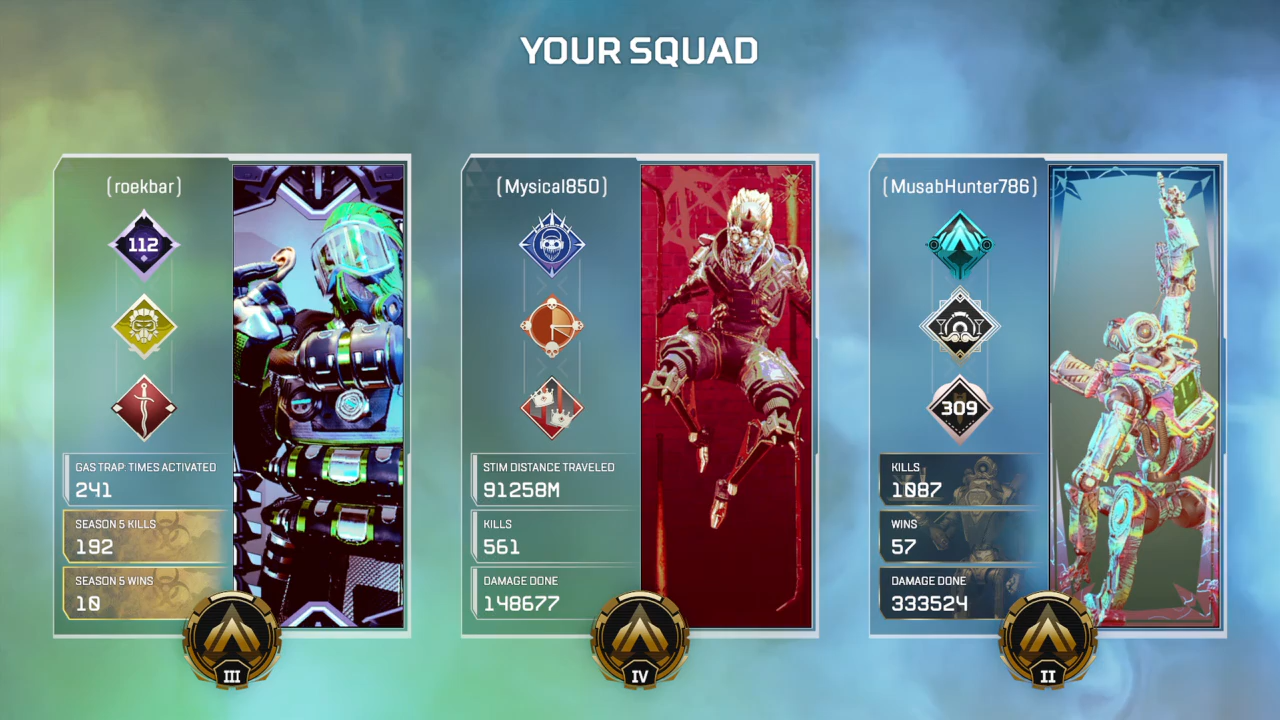 YOUR SQUAD
(roekbar)
112
GAS TRAP: TIMES ACTIVATED
241
SEASON 5 KILLS
192
SEASON 5 WINS
10
III
(Mysical850)
STIM DISTANCE TRAVELED
91258M
KILLS
561
DAMAGE DONE
148677
IV
(MusabHunter786)
309
KILLS
1087
WINS
57
DAMAGE DONE
333524
II